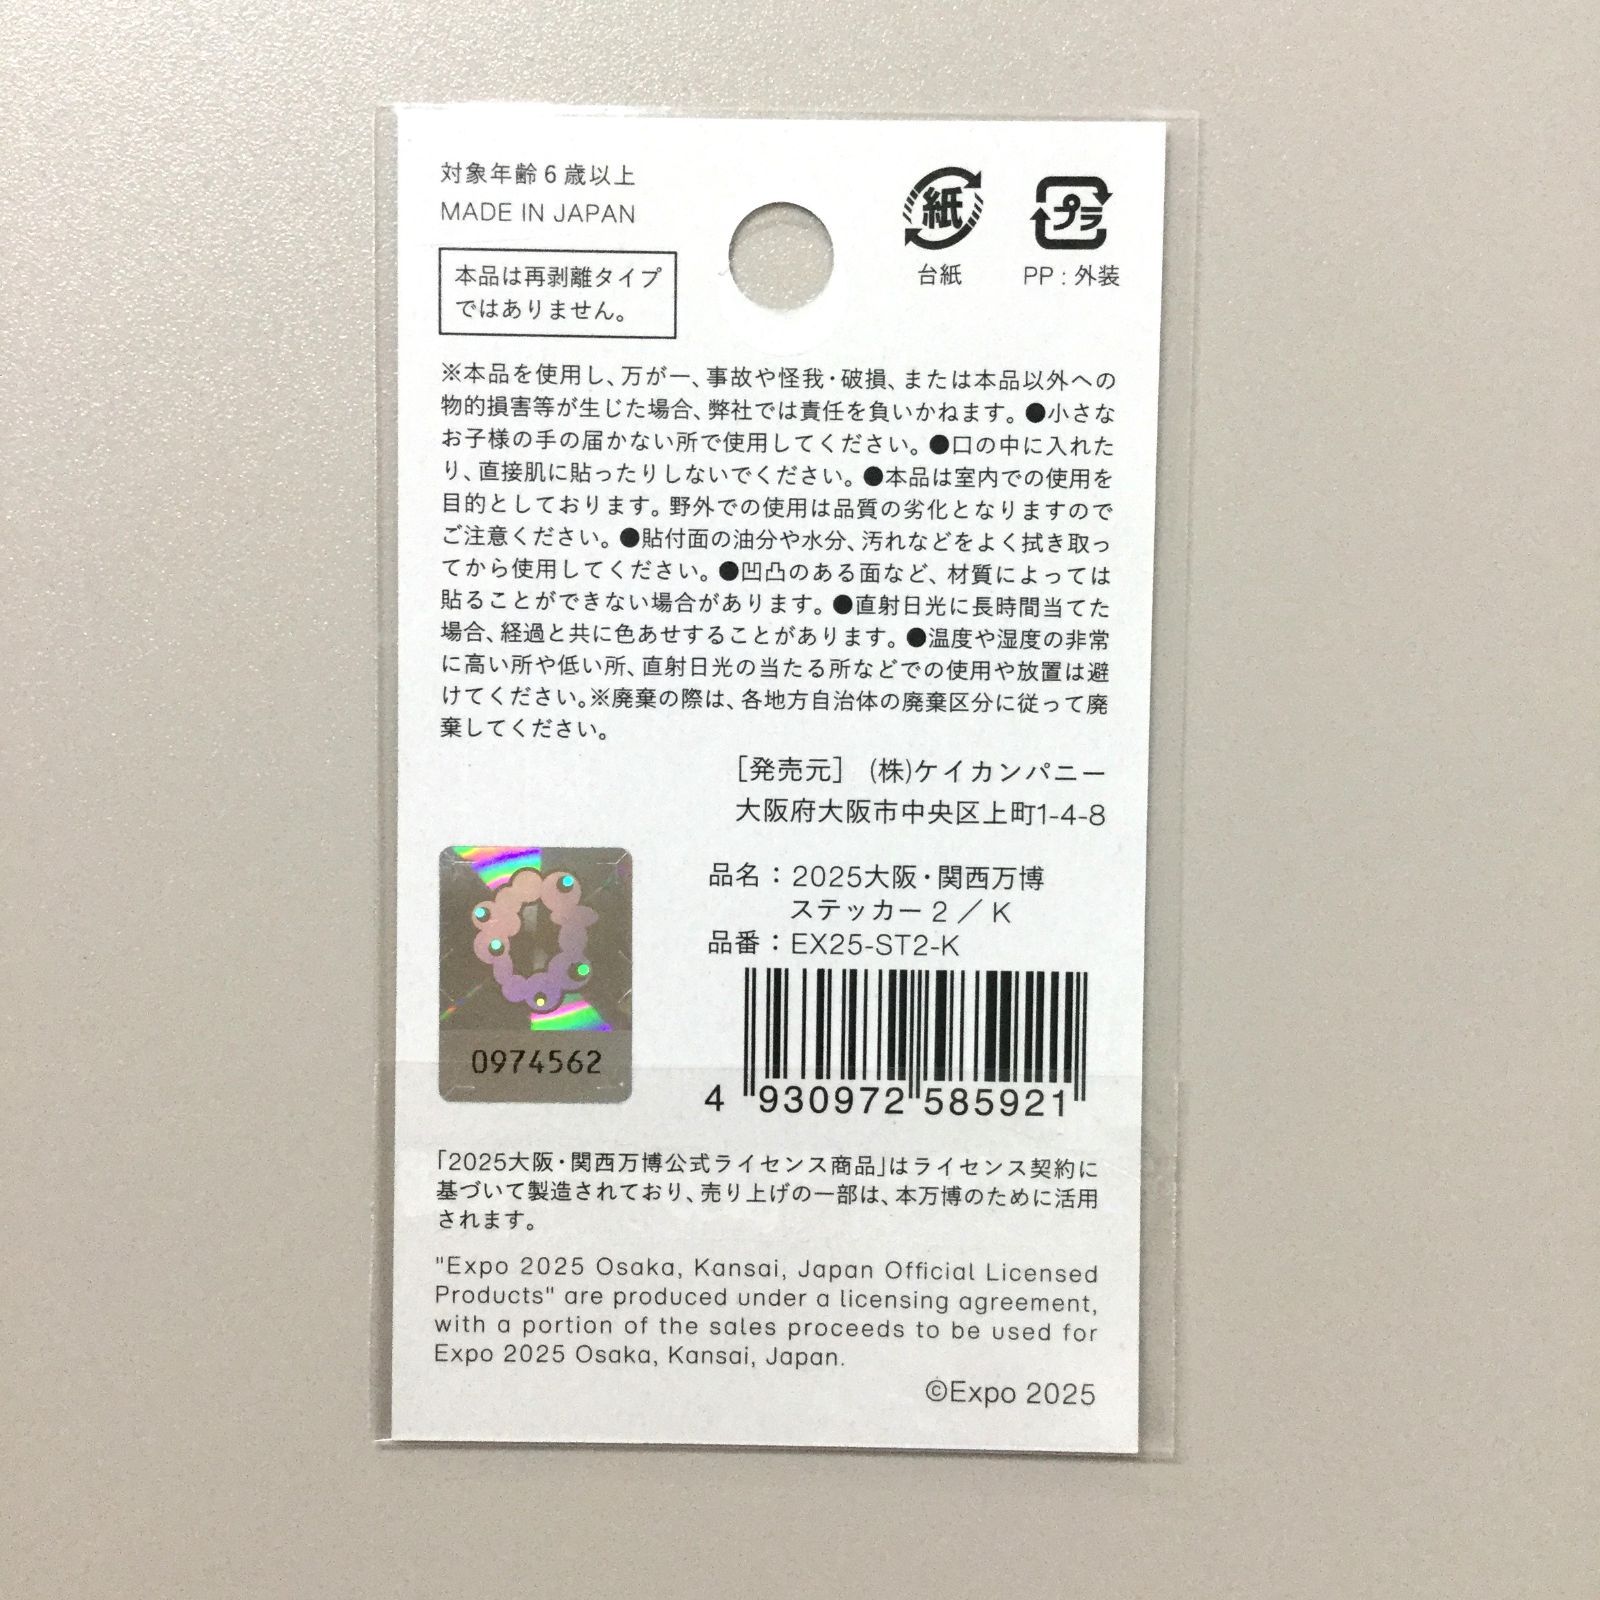 対象年齢6歳以上
MADE IN JAPAN
紙
台紙
プラ
PP : 外装
本品は再剥離タイプ
ではありません。
※本品を使用し、万が一、事故や怪我・破損、または本品以外への
物的損害等が生じた場合、弊社では責任を負いかねます。●小さな
お子様の手の届かない所で使用してください。●口の中に入れた
り、直接肌に貼ったりしないでください。●本品は室内での使用を
目的としております。野外での使用は品質の劣化となりますので
ご注意ください。●貼付面の油分や水分、汚れなどをよく拭き取っ
てから使用してください。●凹凸のある面など、材質によっては
貼ることができない場合があります。●直射日光に長時間当てた
場合、経過と共に色あせすることがあります。●温度や湿度の非常
に高い所や低い所、直射日光の当たる所などでの使用や放置は避
けてください。※廃棄の際は、各地方自治体の廃棄区分に従って廃
棄してください。
［発売元］ (株)ケイカンパニー
大阪府大阪市中央区上町1-4-8
品名：2025大阪・関西万博
ステッカー 2 ／ K
品番：EX25-ST2-K
0974562
4 930972 585921
「2025大阪・関西万博公式ライセンス商品」はライセンス契約に
基づいて製造されており、売り上げの一部は、本万博のために活用
されます。
"Expo 2025 Osaka, Kansai, Japan Official Licensed
Products" are produced under a licensing agreement,
with a portion of the sales proceeds to be used for
Expo 2025 Osaka, Kansai, Japan.
©Expo 2025